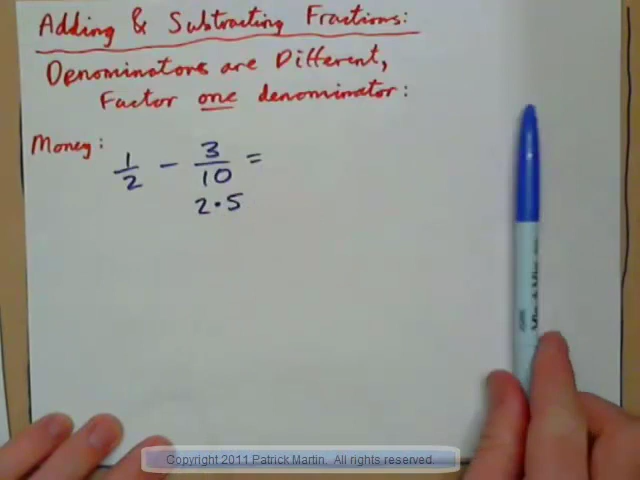 Adding & Subtracting Fractions:
Denominators are Different,
Factor one denominator:
Money: 1/2 - 3/10 =
2 • 5
Copyright 2011 Patrick Martin. All rights reserved.